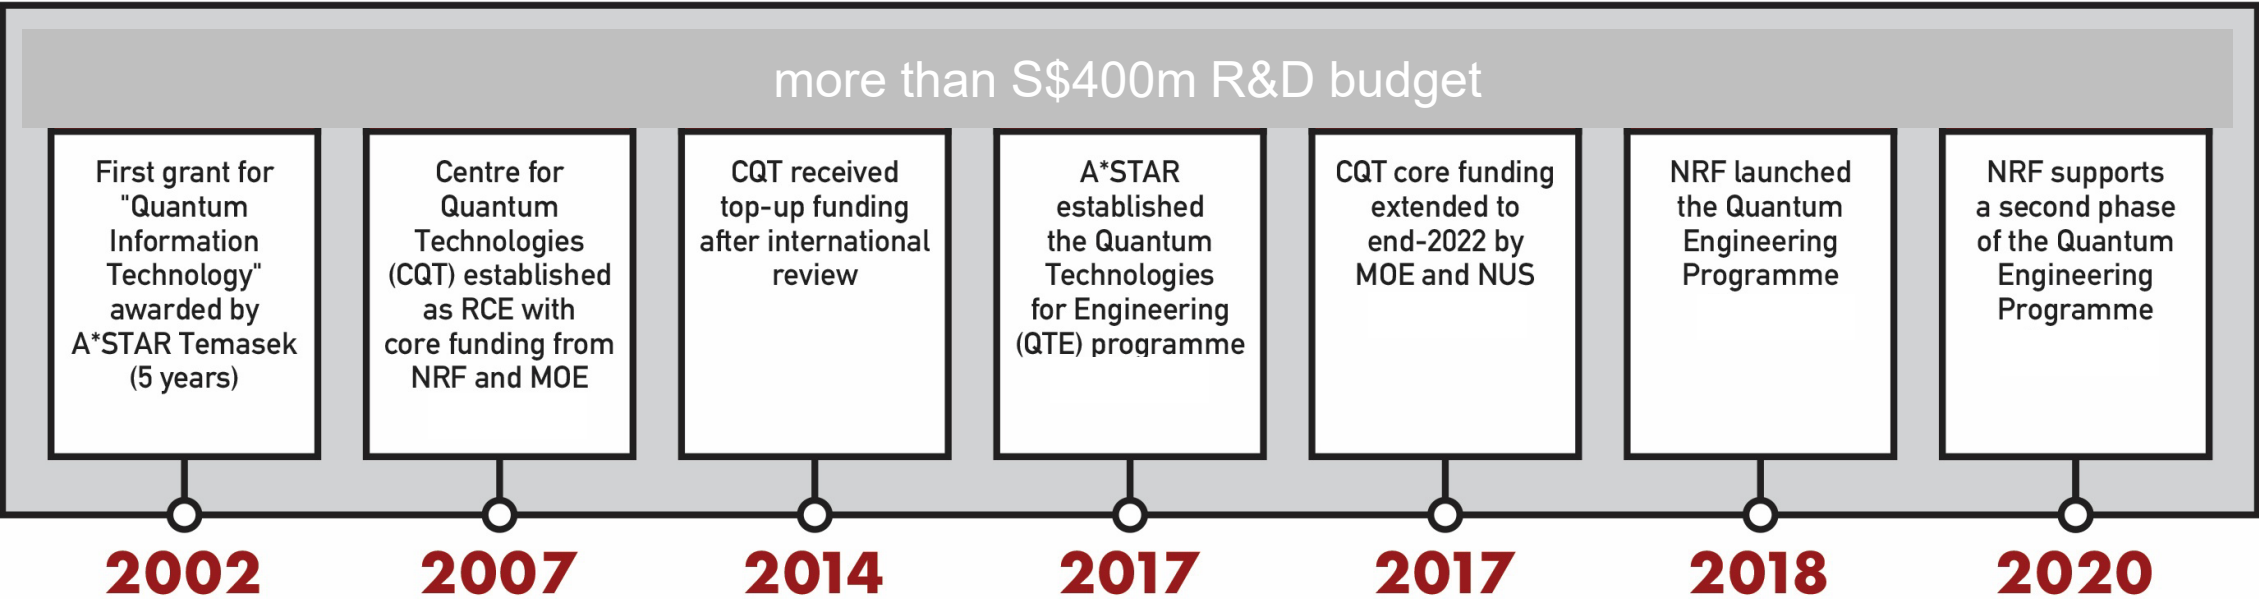 more than S$400m R&D budget
First grant for
"Quantum
Information
Technology"
awarded by
A*STAR Temasek
(5 years)
Centre for
Quantum
Technologies
(CQT) established
as RCE with
core funding from
NRF and MOE
CQT received
top-up funding
after international
review
A*STAR
established
the Quantum
Technologies
for Engineering
(QTE) programme
CQT core funding
extended to
end-2022 by
MOE and NUS
NRF launched
the Quantum
Engineering
Programme
NRF supports
a second phase
of the Quantum
Engineering
Programme
2002
2007
2014
2017
2017
2018
2020